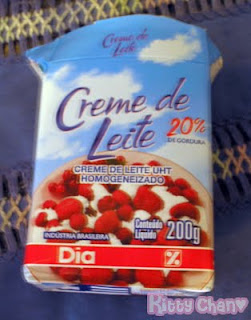 Creme de
Leite
Creme de
Leite
20%
DE GORDURA
CREME DE LEITE UHT
HOMOGENEIZADO
INDÚSTRIA BRASILEIRA
Conteúdo
Líquido
200g
Dia %
Kitty Chan